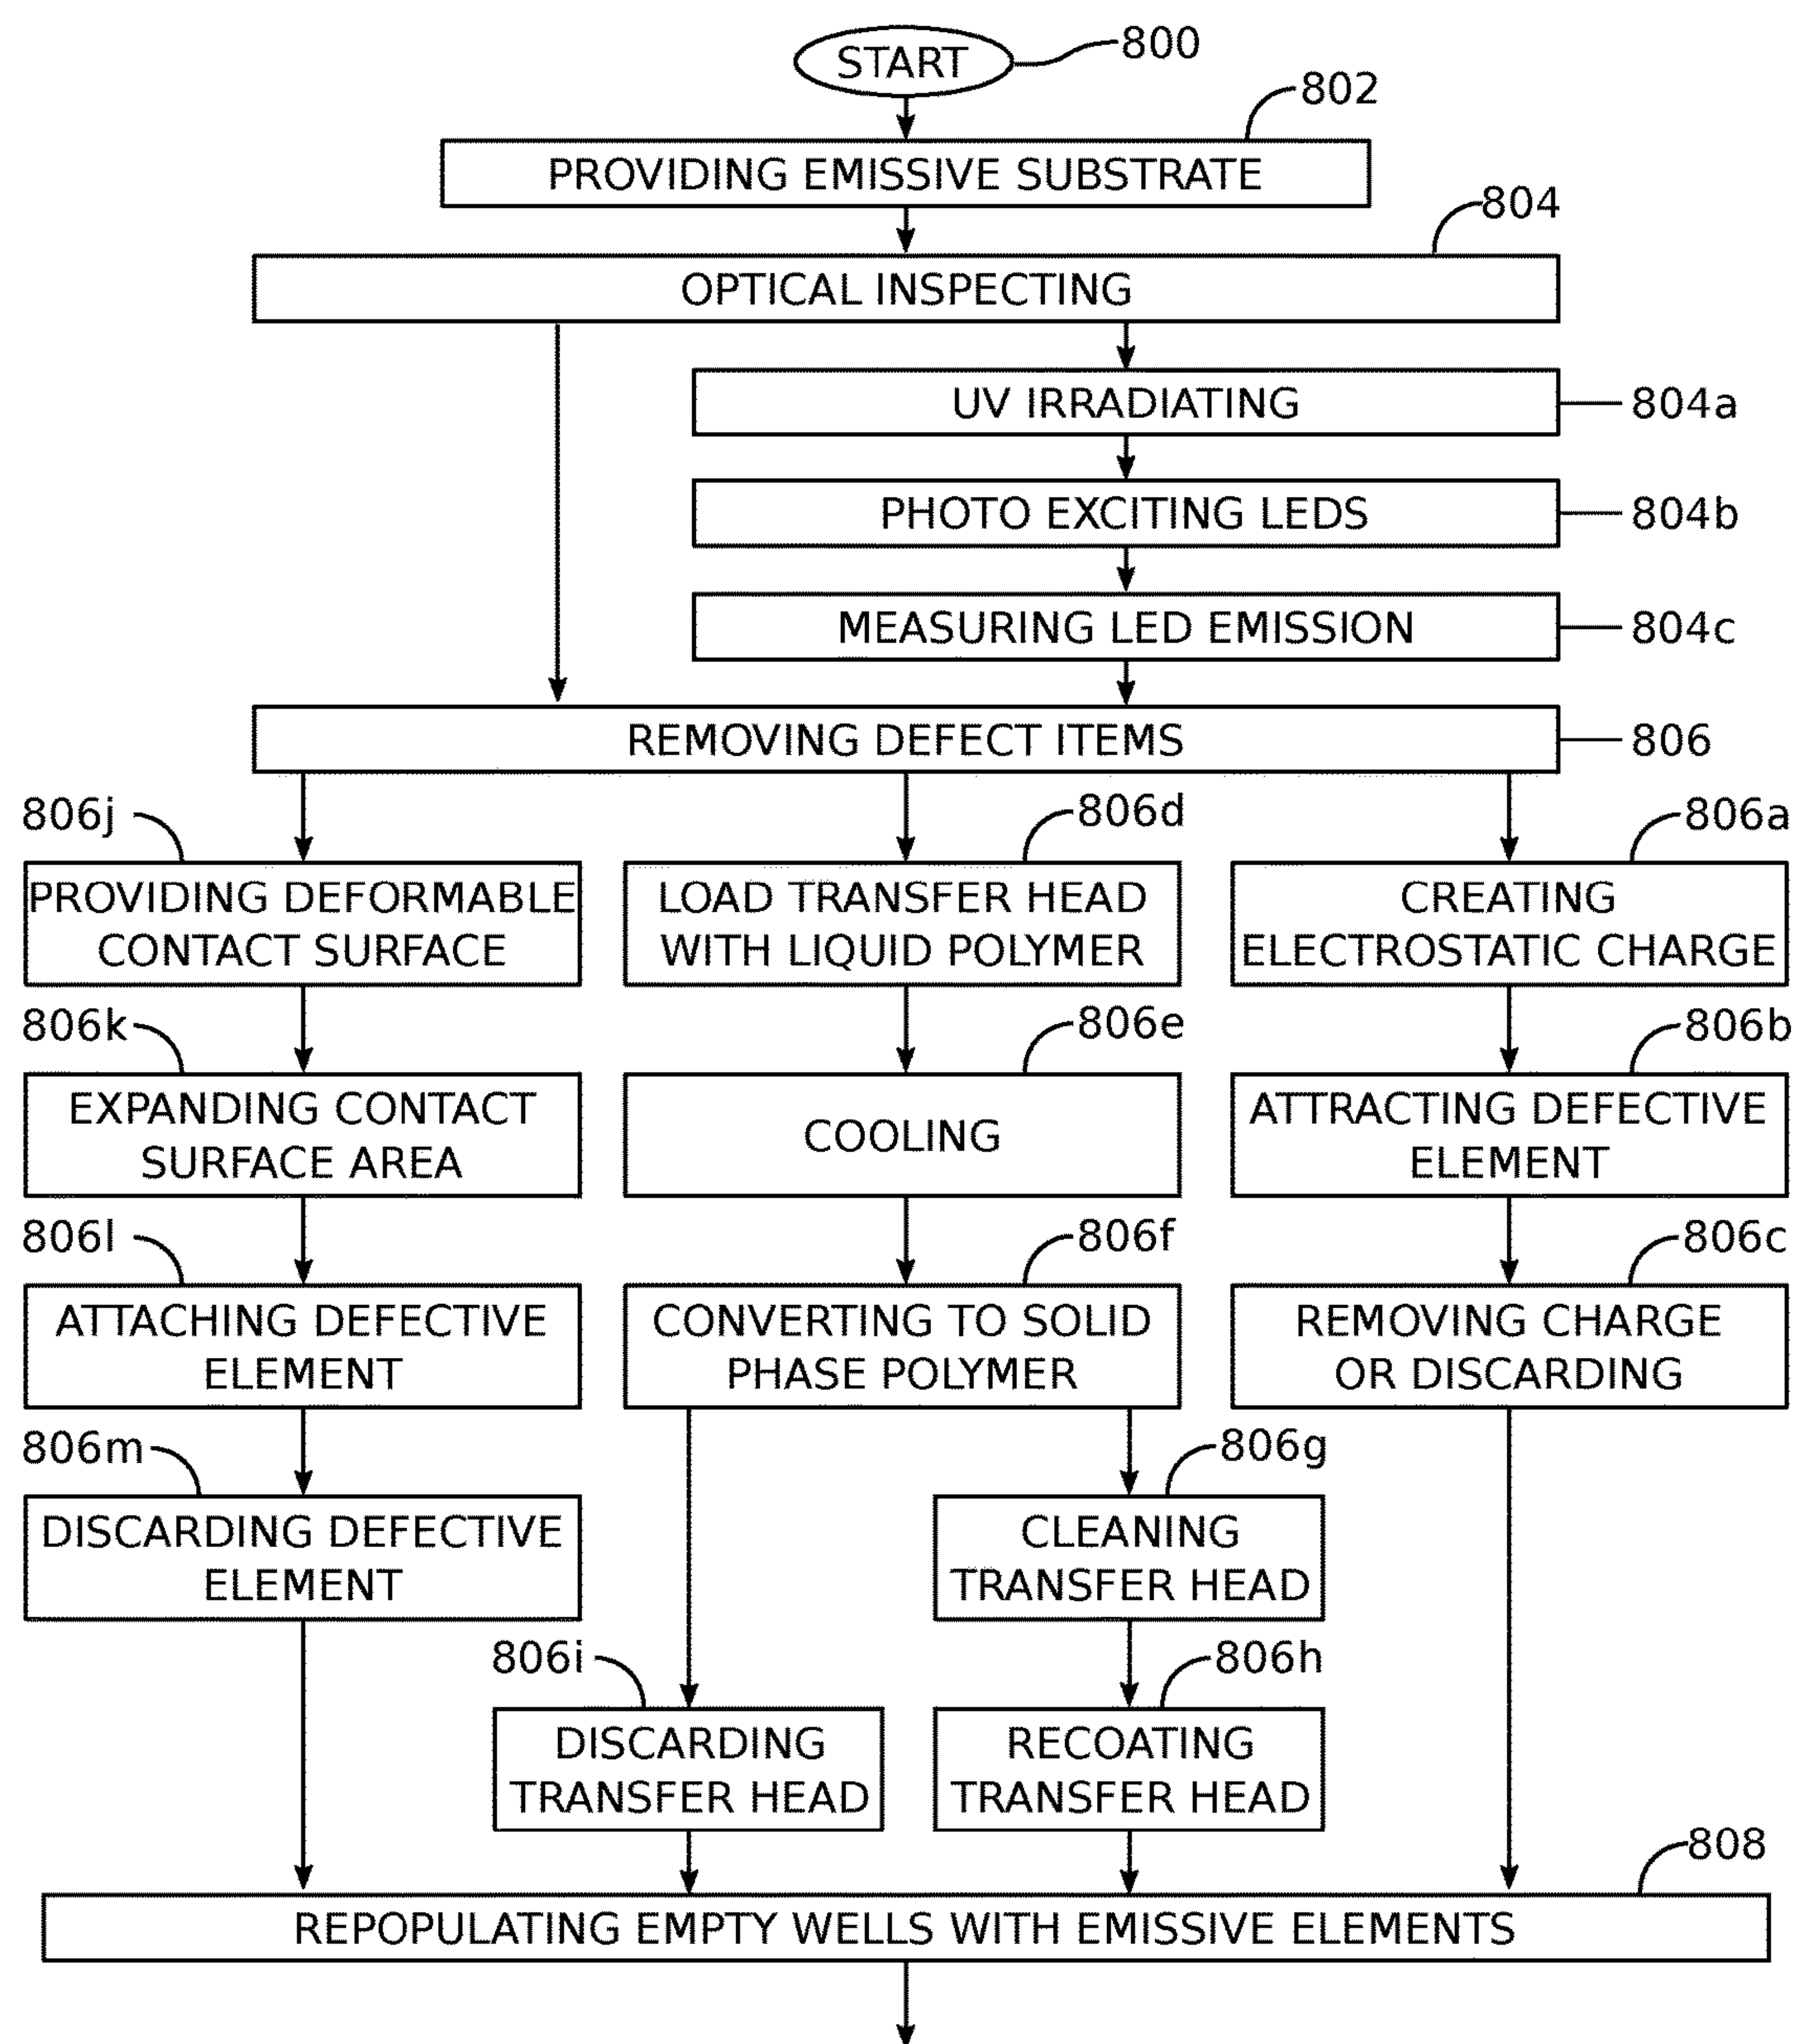 START
800
802
PROVIDING EMISSIVE SUBSTRATE
804
OPTICAL INSPECTING
UV IRRADIATING
804a
PHOTO EXCITING LEDS
804b
MEASURING LED EMISSION
804c
REMOVING DEFECT ITEMS
806
806j
806d
806a
PROVIDING DEFORMABLE
CONTACT SURFACE
LOAD TRANSFER HEAD
WITH LIQUID POLYMER
CREATING
ELECTROSTATIC CHARGE
806k
806e
806b
EXPANDING CONTACT
SURFACE AREA
COOLING
ATTRACTING DEFECTIVE
ELEMENT
806l
806f
806c
ATTACHING DEFECTIVE
ELEMENT
CONVERTING TO SOLID
PHASE POLYMER
REMOVING CHARGE
OR DISCARDING
806m
806g
DISCARDING DEFECTIVE
ELEMENT
CLEANING
TRANSFER HEAD
806i
806h
DISCARDING
TRANSFER HEAD
RECOATING
TRANSFER HEAD
808
REPOPULATING EMPTY WELLS WITH EMISSIVE ELEMENTS